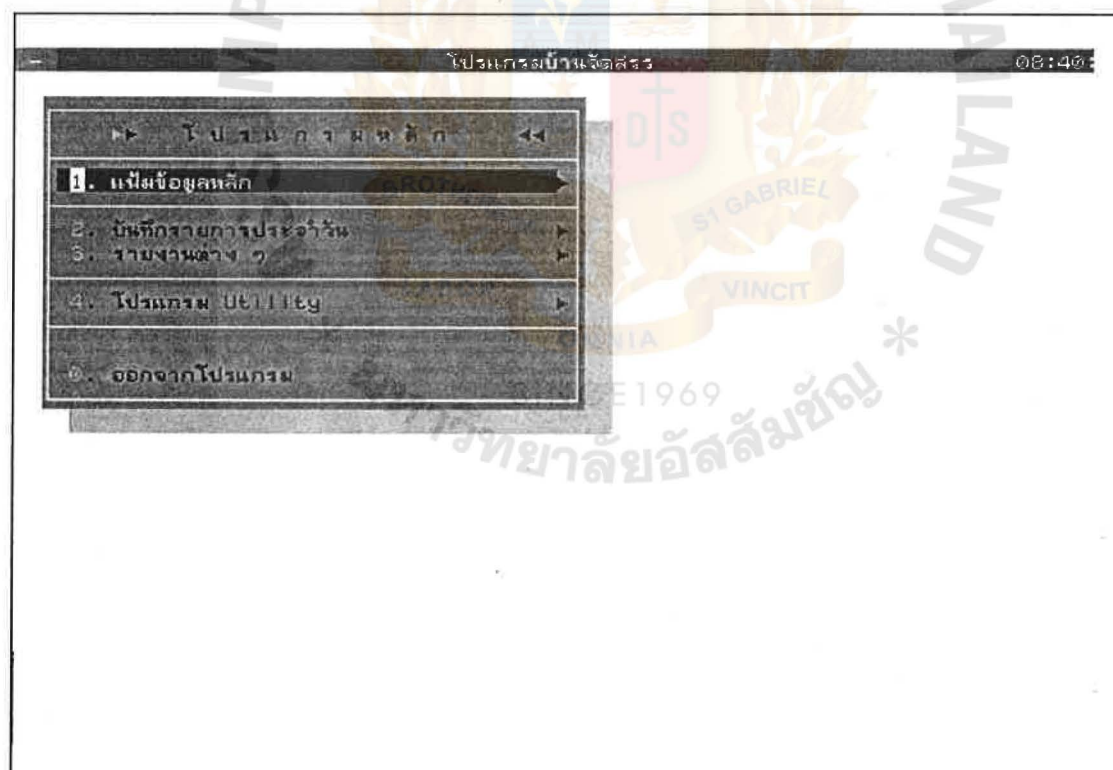 โปรแกรมบ้านจัดสรร 08:40:
▶▶ โ ป ร แ ก ร ม ห ลั ก ◀◀
1. แฟ้มข้อมูลหลัก
2. บันทึกรายการประจำวัน
3. รายงานต่าง ๆ
4. โปรแกรม Utility
0. ออกจากโปรแกรม
DS
ST GABRIEL
VINCIT
1969
ลัยอัสสัมชัญ *
AILAND